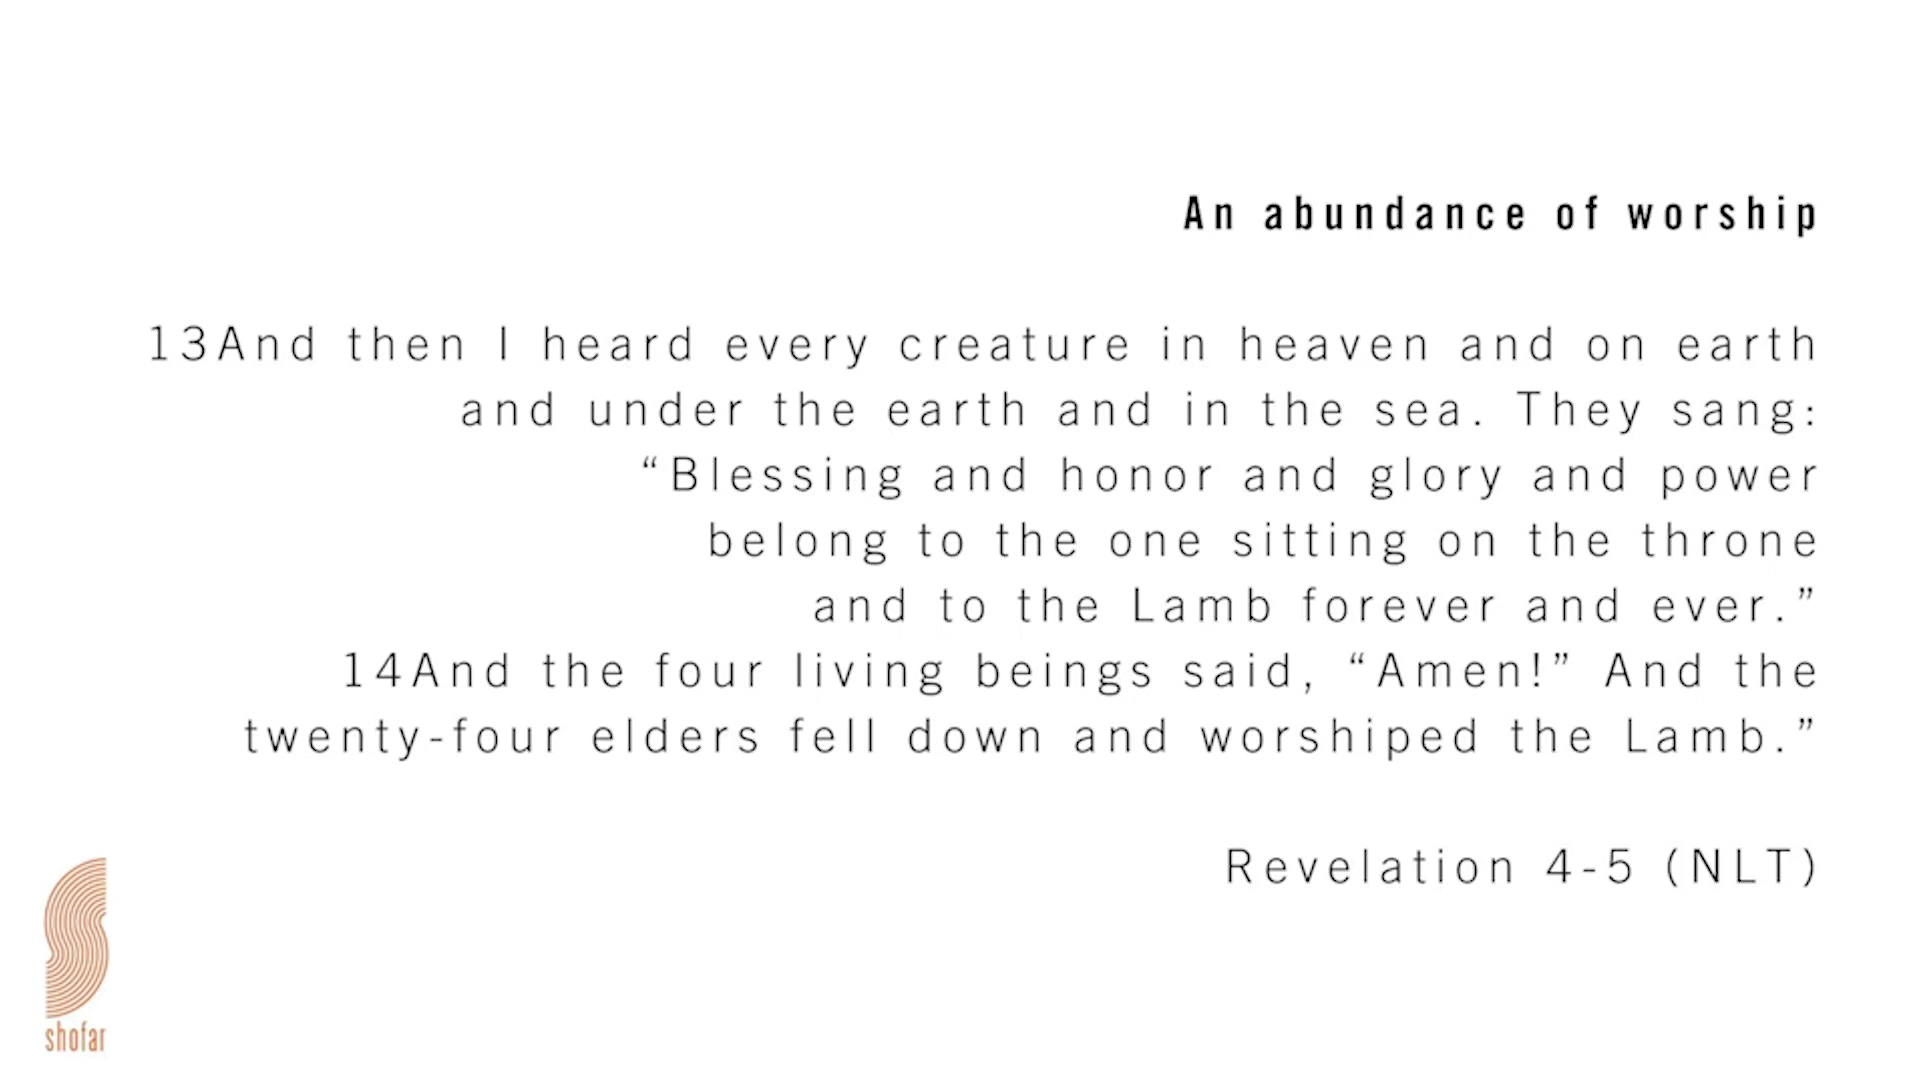 An abundance of worship
13And then I heard every creature in heaven and on earth
and under the earth and in the sea. They sang:
“Blessing and honor and glory and power
belong to the one sitting on the throne
and to the Lamb forever and ever.”
14And the four living beings said, “Amen!” And the
twenty-four elders fell down and worshiped the Lamb.”
Revelation 4-5 (NLT)
shofar